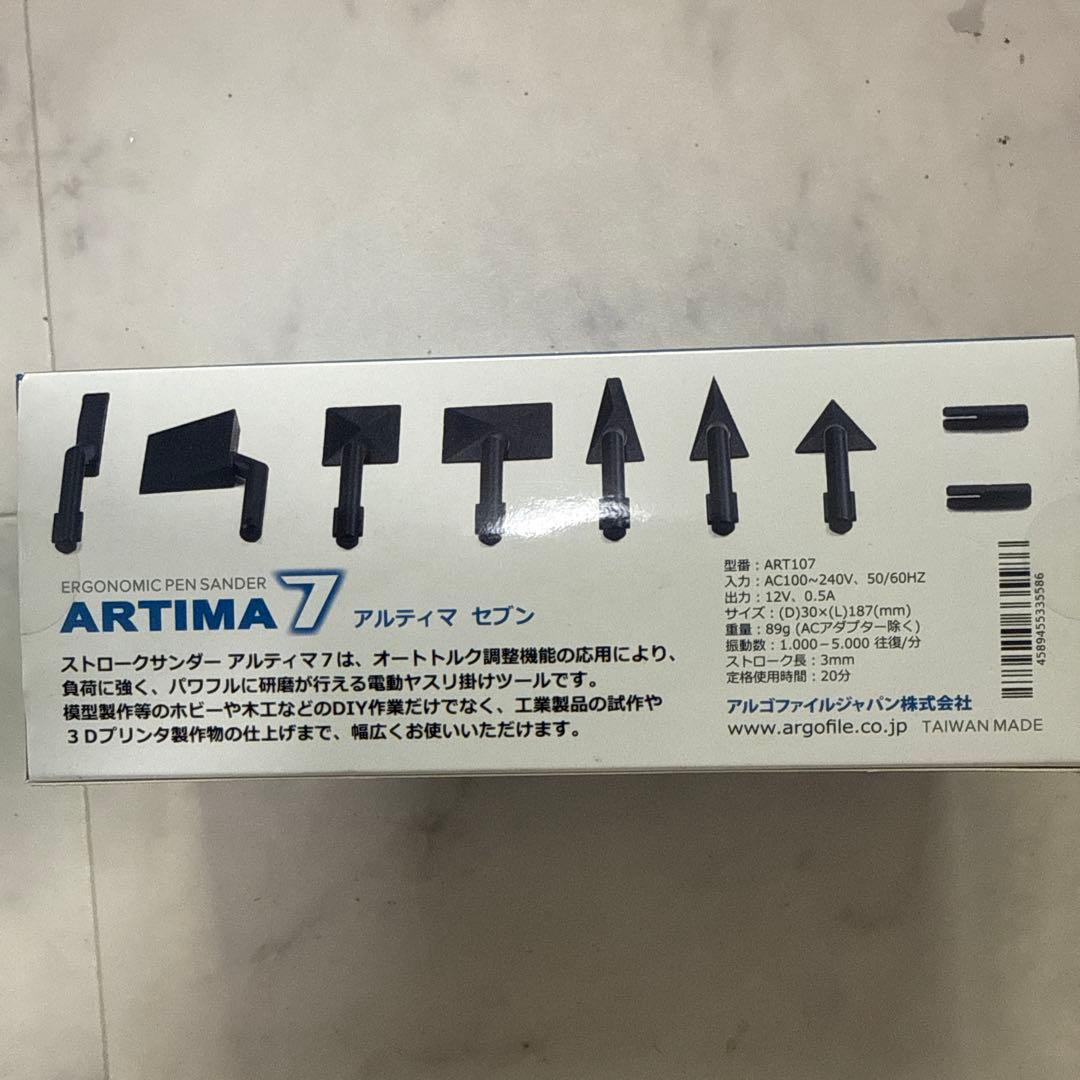 ERGONOMIC PEN SANDER
ARTIMA 7 アルティマ セブン
ストロークサンダー アルティマ７は、オートトルク調整機能の応用により、
負荷に強く、パワフルに研磨が行える電動ヤスリ掛けツールです。
模型製作等のホビーや木工などのDIY作業だけでなく、工業製品の試作や
３Dプリンタ製作物の仕上げまで、幅広くお使いいただけます。
型番：ART107
入力：AC100~240V、50/60HZ
出力：12V、0.5A
サイズ：(D)30×(L)187(mm)
重量：89g (ACアダプター除く)
振動数：1.000－5.000 往復/分
ストローク長：3mm
定格使用時間：20分
アルゴファイルジャパン株式会社
www.argofile.co.jp TAIWAN MADE
4589455335586